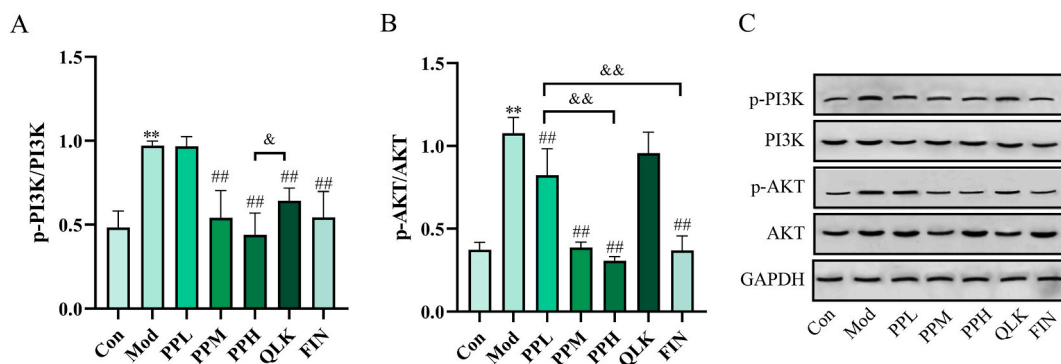 A
p-PI3K/PI3K
1.5
1.0
0.5
0.0
**
##
##
&
##
##
Con
Mod
PPL
PPM
PPH
QLK
FIN
B
p-AKT/AKT
1.5
1.0
0.5
0.0
**
##
##
##
&&
&&
##
Con
Mod
PPL
PPM
PPH
QLK
FIN
C
p-PI3K
PI3K
p-AKT
AKT
GAPDH
Con
Mod
PPL
PPM
PPH
QLK
FIN